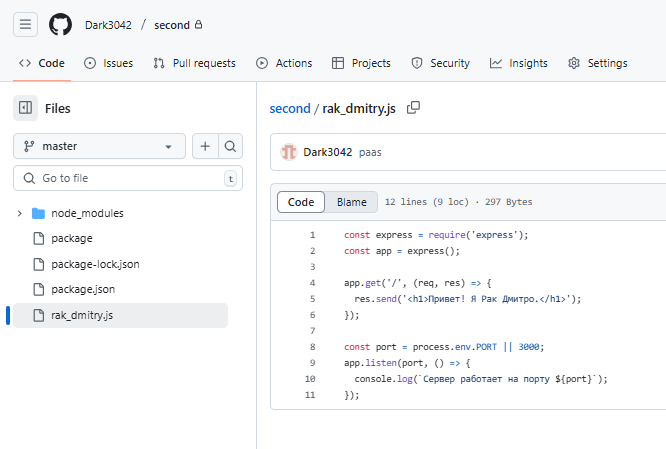 Dark3042 / second
Code Issues Pull requests Actions Projects Security Insights Settings
Files
master
Go to file t
node_modules
package
package-lock.json
package.json
rak_dmitry.js
second / rak_dmitry.js
Dark3042 paas
Code Blame 12 lines (9 loc) · 297 Bytes
1 const express = require('express');
2 const app = express();
3
4 app.get('/', (req, res) => {
5 res.send('<h1>Привет! Я Рак Дмитро.</h1>');
6 });
7
8 const port = process.env.PORT || 3000;
9 app.listen(port, () => {
10 console.log(`Сервер работает на порту ${port}`);
11 });